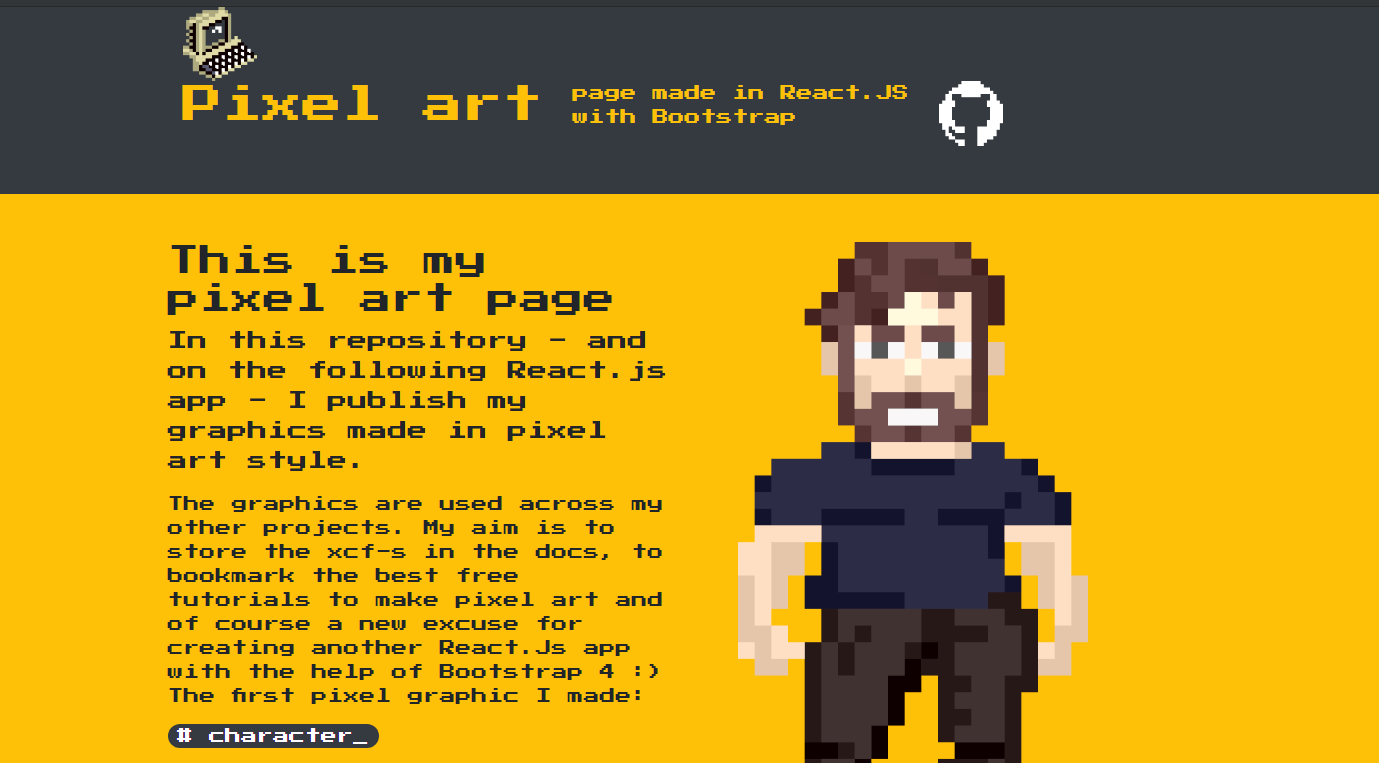 Pixel art
page made in React.JS
with Bootstrap
This is my
pixel art page
In this repository - and
on the following React.js
app - I publish my
graphics made in pixel
art style.
The graphics are used across my
other projects. My aim is to
store the xcf-s in the docs, to
bookmark the best free
tutorials to make pixel art and
of course a new excuse for
creating another React.Js app
with the help of Bootstrap 4 :)
The first pixel graphic I made:
# character_